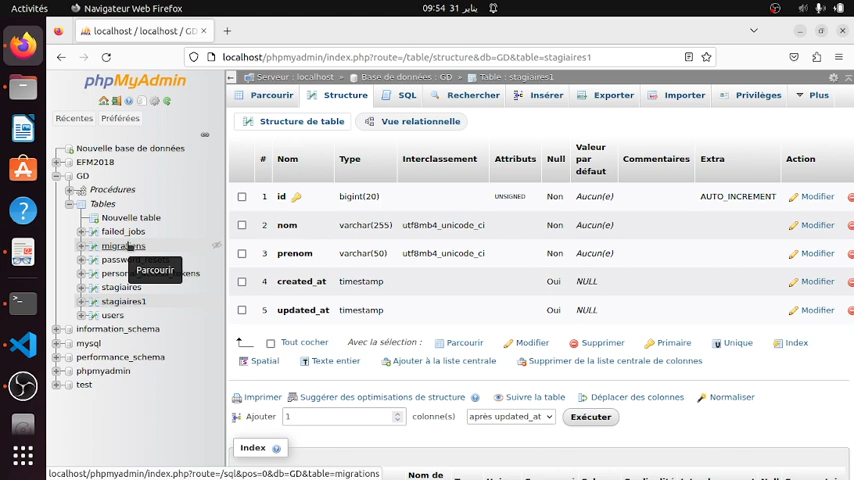 Activités
Navigateur Web Firefox
09:54 31 يناير
localhost / localhost / GD
localhost/phpmyadmin/index.php?route=/table/structure&db=GD&table=stagiaires1
phpMyAdmin
Récentes Préférées
Nouvelle base de données
EFM2018
GD
Procédures
Tables
Nouvelle table
failed_jobs
migrations
stagiaires
stagiaires1
users
information_schema
mysql
performance_schema
phpmyadmin
test
Parcourir
Serveur : localhost » Base de données : GD » Table : stagiaires1
Parcourir Structure SQL Rechercher Insérer Exporter Importer Privilèges Plus
Structure de table Vue relationnelle
# Nom Type Interclassement Attributs Null Valeur par défaut Commentaires Extra Action
1 id bigint(20) UNSIGNED Non Aucun(e) AUTO_INCREMENT Modifier
2 nom varchar(255) utf8mb4_unicode_ci Non Aucun(e) Modifier
3 prenom varchar(50) utf8mb4_unicode_ci Non Aucun(e) Modifier
4 created_at timestamp Oui NULL Modifier
5 updated_at timestamp Oui NULL Modifier
Tout cocher Avec la sélection : Parcourir Modifier Supprimer Primaire Unique Index
Spatial Texte entier Ajouter à la liste centrale Supprimer de la liste centrale de colonnes
Imprimer Suggérer des optimisations de structure Suivre la table Déplacer des colonnes Normaliser
Ajouter 1 colonne(s) après updated_at Exécuter
Index
localhost/phpmyadmin/index.php?route=/sql&pos=0&db=GD&table=migrations
Nom de